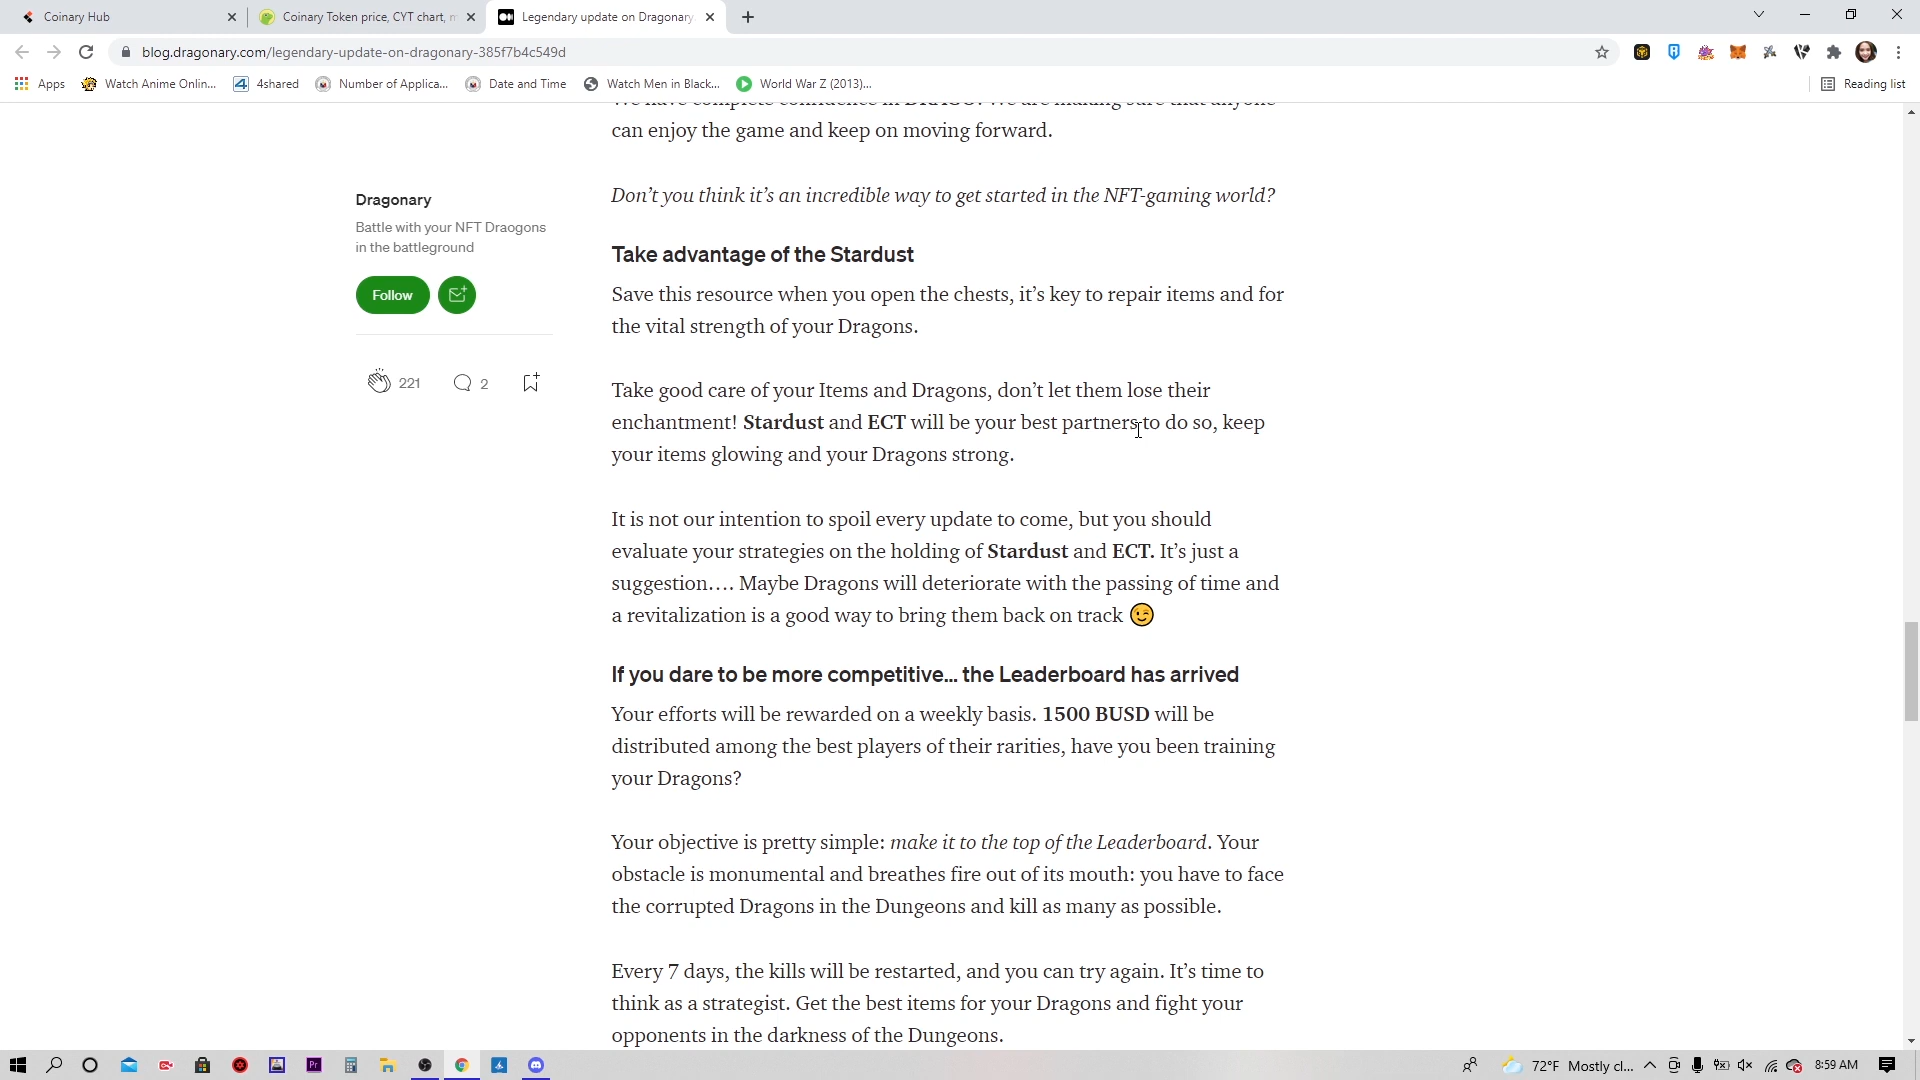 Coinary Hub
Coinary Token price, CYT chart, m
Legendary update on Dragonary
blog.dragonary.com/legendary-update-on-dragonary-385f7b4c549d
Apps
Watch Anime Onlin...
4shared
Number of Applica...
Date and Time
Watch Men in Black...
World War Z (2013)...
Reading list
We have complete confidence in DRAGO. We are making sure that anyone
can enjoy the game and keep on moving forward.
Don't you think it's an incredible way to get started in the NFT-gaming world?
Dragonary
Battle with your NFT Draogons
in the battleground
Follow
221
2
Take advantage of the Stardust
Save this resource when you open the chests, it's key to repair items and for
the vital strength of your Dragons.
Take good care of your Items and Dragons, don't let them lose their
enchantment! Stardust and ECT will be your best partners to do so, keep
your items glowing and your Dragons strong.
It is not our intention to spoil every update to come, but you should
evaluate your strategies on the holding of Stardust and ECT. It's just a
suggestion.... Maybe Dragons will deteriorate with the passing of time and
a revitalization is a good way to bring them back on track 😉
If you dare to be more competitive... the Leaderboard has arrived
Your efforts will be rewarded on a weekly basis. 1500 BUSD will be
distributed among the best players of their rarities, have you been training
your Dragons?
Your objective is pretty simple: make it to the top of the Leaderboard. Your
obstacle is monumental and breathes fire out of its mouth: you have to face
the corrupted Dragons in the Dungeons and kill as many as possible.
Every 7 days, the kills will be restarted, and you can try again. It's time to
think as a strategist. Get the best items for your Dragons and fight your
opponents in the darkness of the Dungeons.
Pr
72°F Mostly cl...
8:59 AM